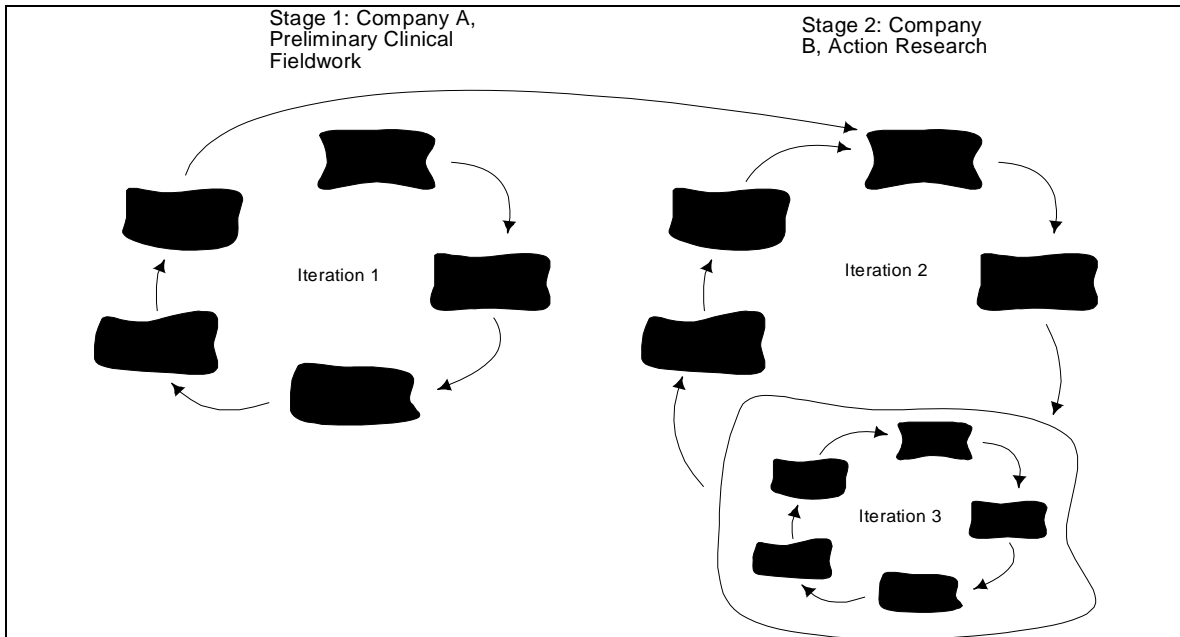 Stage 1: Company A,
Preliminary Clinical
Fieldwork
Stage 2: Company
B, Action Research
Iteration 1
Iteration 2
Iteration 3